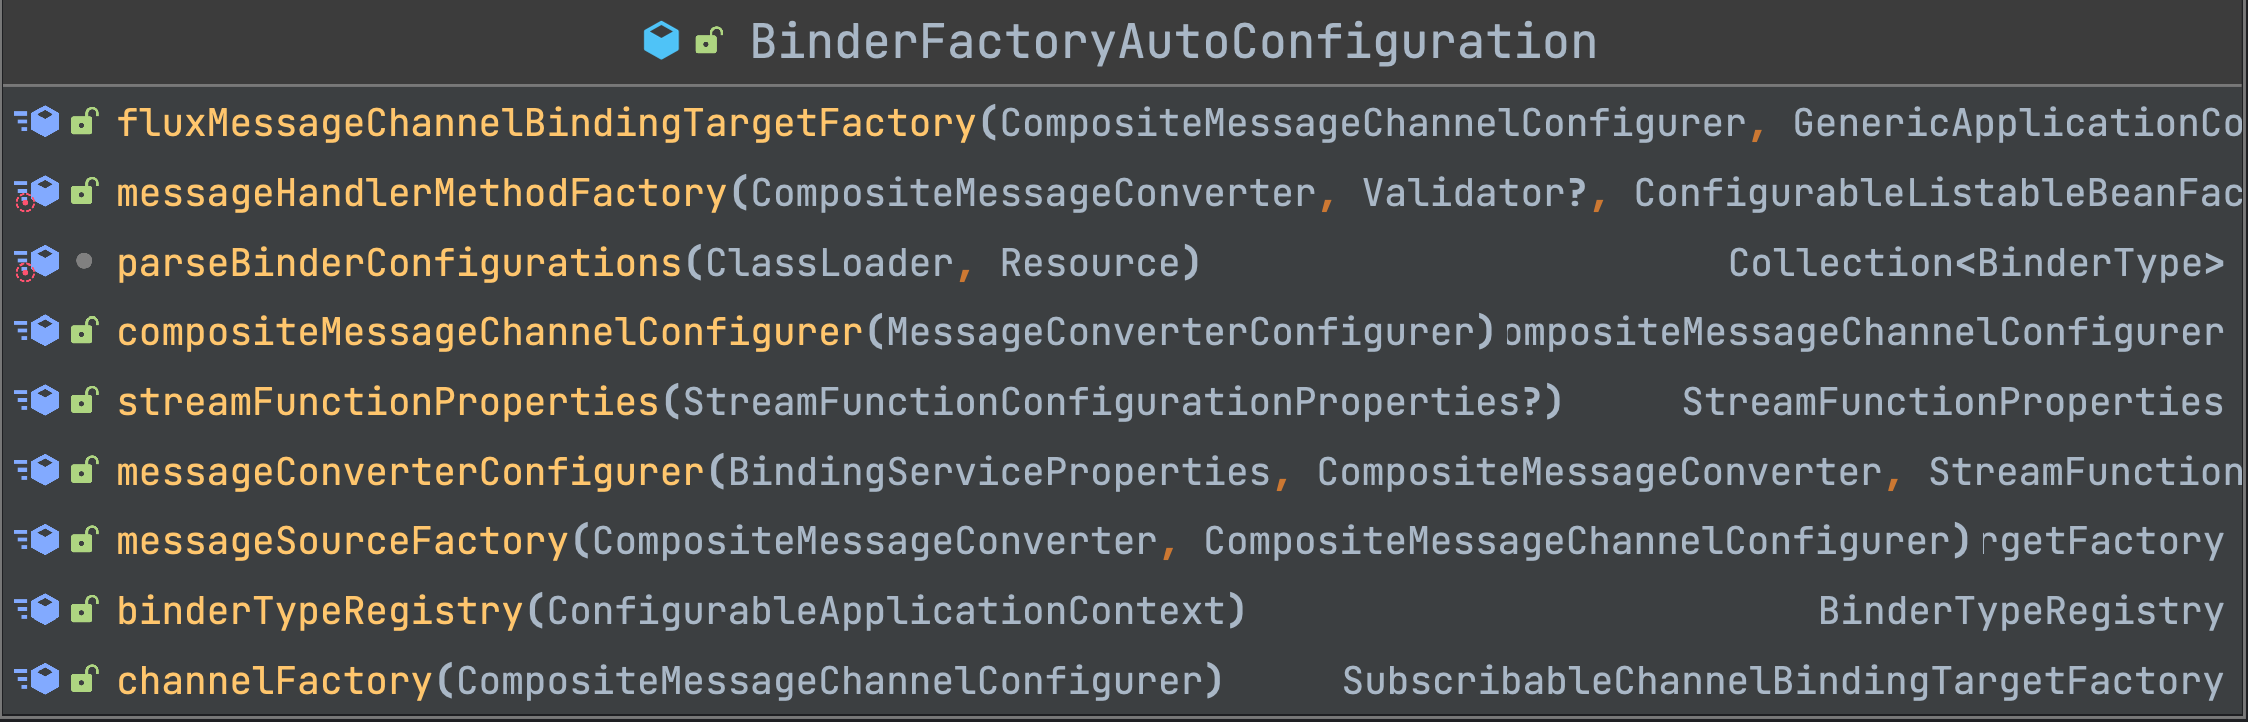 BinderFactoryAutoConfiguration
fluxMessageChannelBindingTargetFactory(CompositeMessageChannelConfigurer, GenericApplicationCo
messageHandlerMethodFactory(CompositeMessageConverter, Validator?, ConfigurableListableBeanFac
parseBinderConfigurations(ClassLoader, Resource) Collection<BinderType>
compositeMessageChannelConfigurer(MessageConverterConfigurer) ompositeMessageChannelConfigurer
streamFunctionProperties(StreamFunctionConfigurationProperties?) StreamFunctionProperties
messageConverterConfigurer(BindingServiceProperties, CompositeMessageConverter, StreamFunction
messageSourceFactory(CompositeMessageConverter, CompositeMessageChannelConfigurer) rgetFactory
binderTypeRegistry(ConfigurableApplicationContext) BinderTypeRegistry
channelFactory(CompositeMessageChannelConfigurer) SubscribableChannelBindingTargetFactory